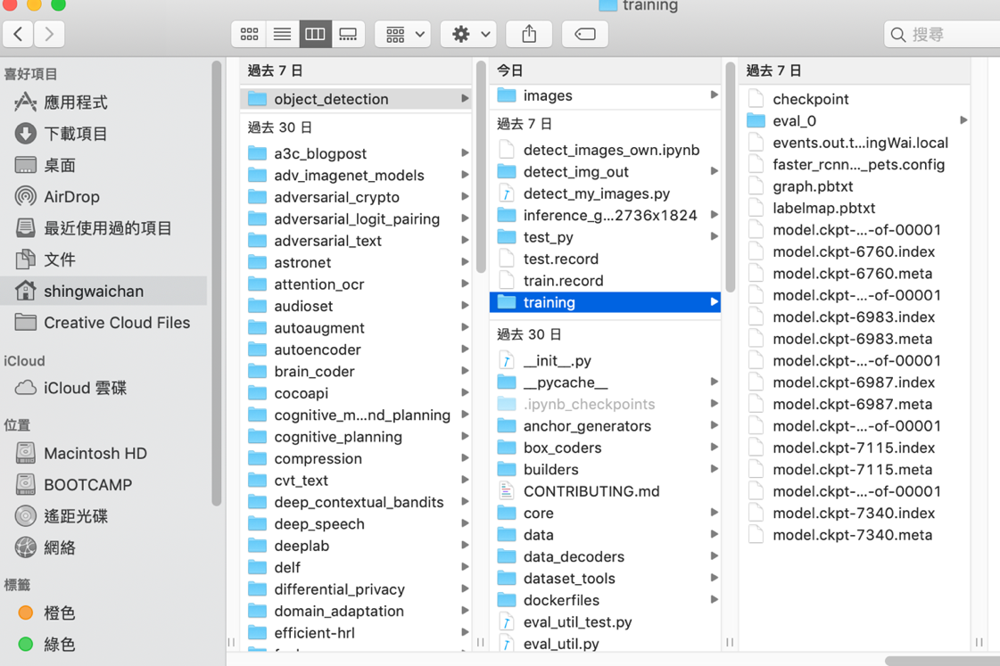 training
搜尋
喜好項目
應用程式
下載項目
桌面
AirDrop
最近使用過的項目
文件
shingwaichan
Creative Cloud Files
iCloud
iCloud 雲碟
位置
Macintosh HD
BOOTCAMP
遙距光碟
網絡
標籤
橙色
綠色
過去 7 日
object_detection
過去 30 日
a3c_blogpost
adv_imagenet_models
adversarial_crypto
adversarial_logit_pairing
adversarial_text
astronet
attention_ocr
audioset
autoaugment
autoencoder
brain_coder
cocoapi
cognitive_m...nd_planning
cognitive_planning
compression
cvt_text
deep_contextual_bandits
deep_speech
deeplab
delf
differential_privacy
domain_adaptation
efficient-hrl
今日
images
過去 7 日
detect_images_own.ipynb
detect_img_out
detect_my_images.py
inference_g...2736x1824
test_py
test.record
train.record
training
過去 30 日
__init__.py
__pycache__
.ipynb_checkpoints
anchor_generators
box_coders
builders
CONTRIBUTING.md
core
data
data_decoders
dataset_tools
dockerfiles
eval_util_test.py
eval_util.py
過去 7 日
checkpoint
eval_0
events.out.t...ingWai.local
faster_rcnn..._pets.config
graph.pbtxt
labelmap.pbtxt
model.ckpt-...-of-00001
model.ckpt-6760.index
model.ckpt-6760.meta
model.ckpt-...-of-00001
model.ckpt-6983.index
model.ckpt-6983.meta
model.ckpt-...-of-00001
model.ckpt-6987.index
model.ckpt-6987.meta
model.ckpt-...-of-00001
model.ckpt-7115.index
model.ckpt-7115.meta
model.ckpt-...-of-00001
model.ckpt-7340.index
model.ckpt-7340.meta